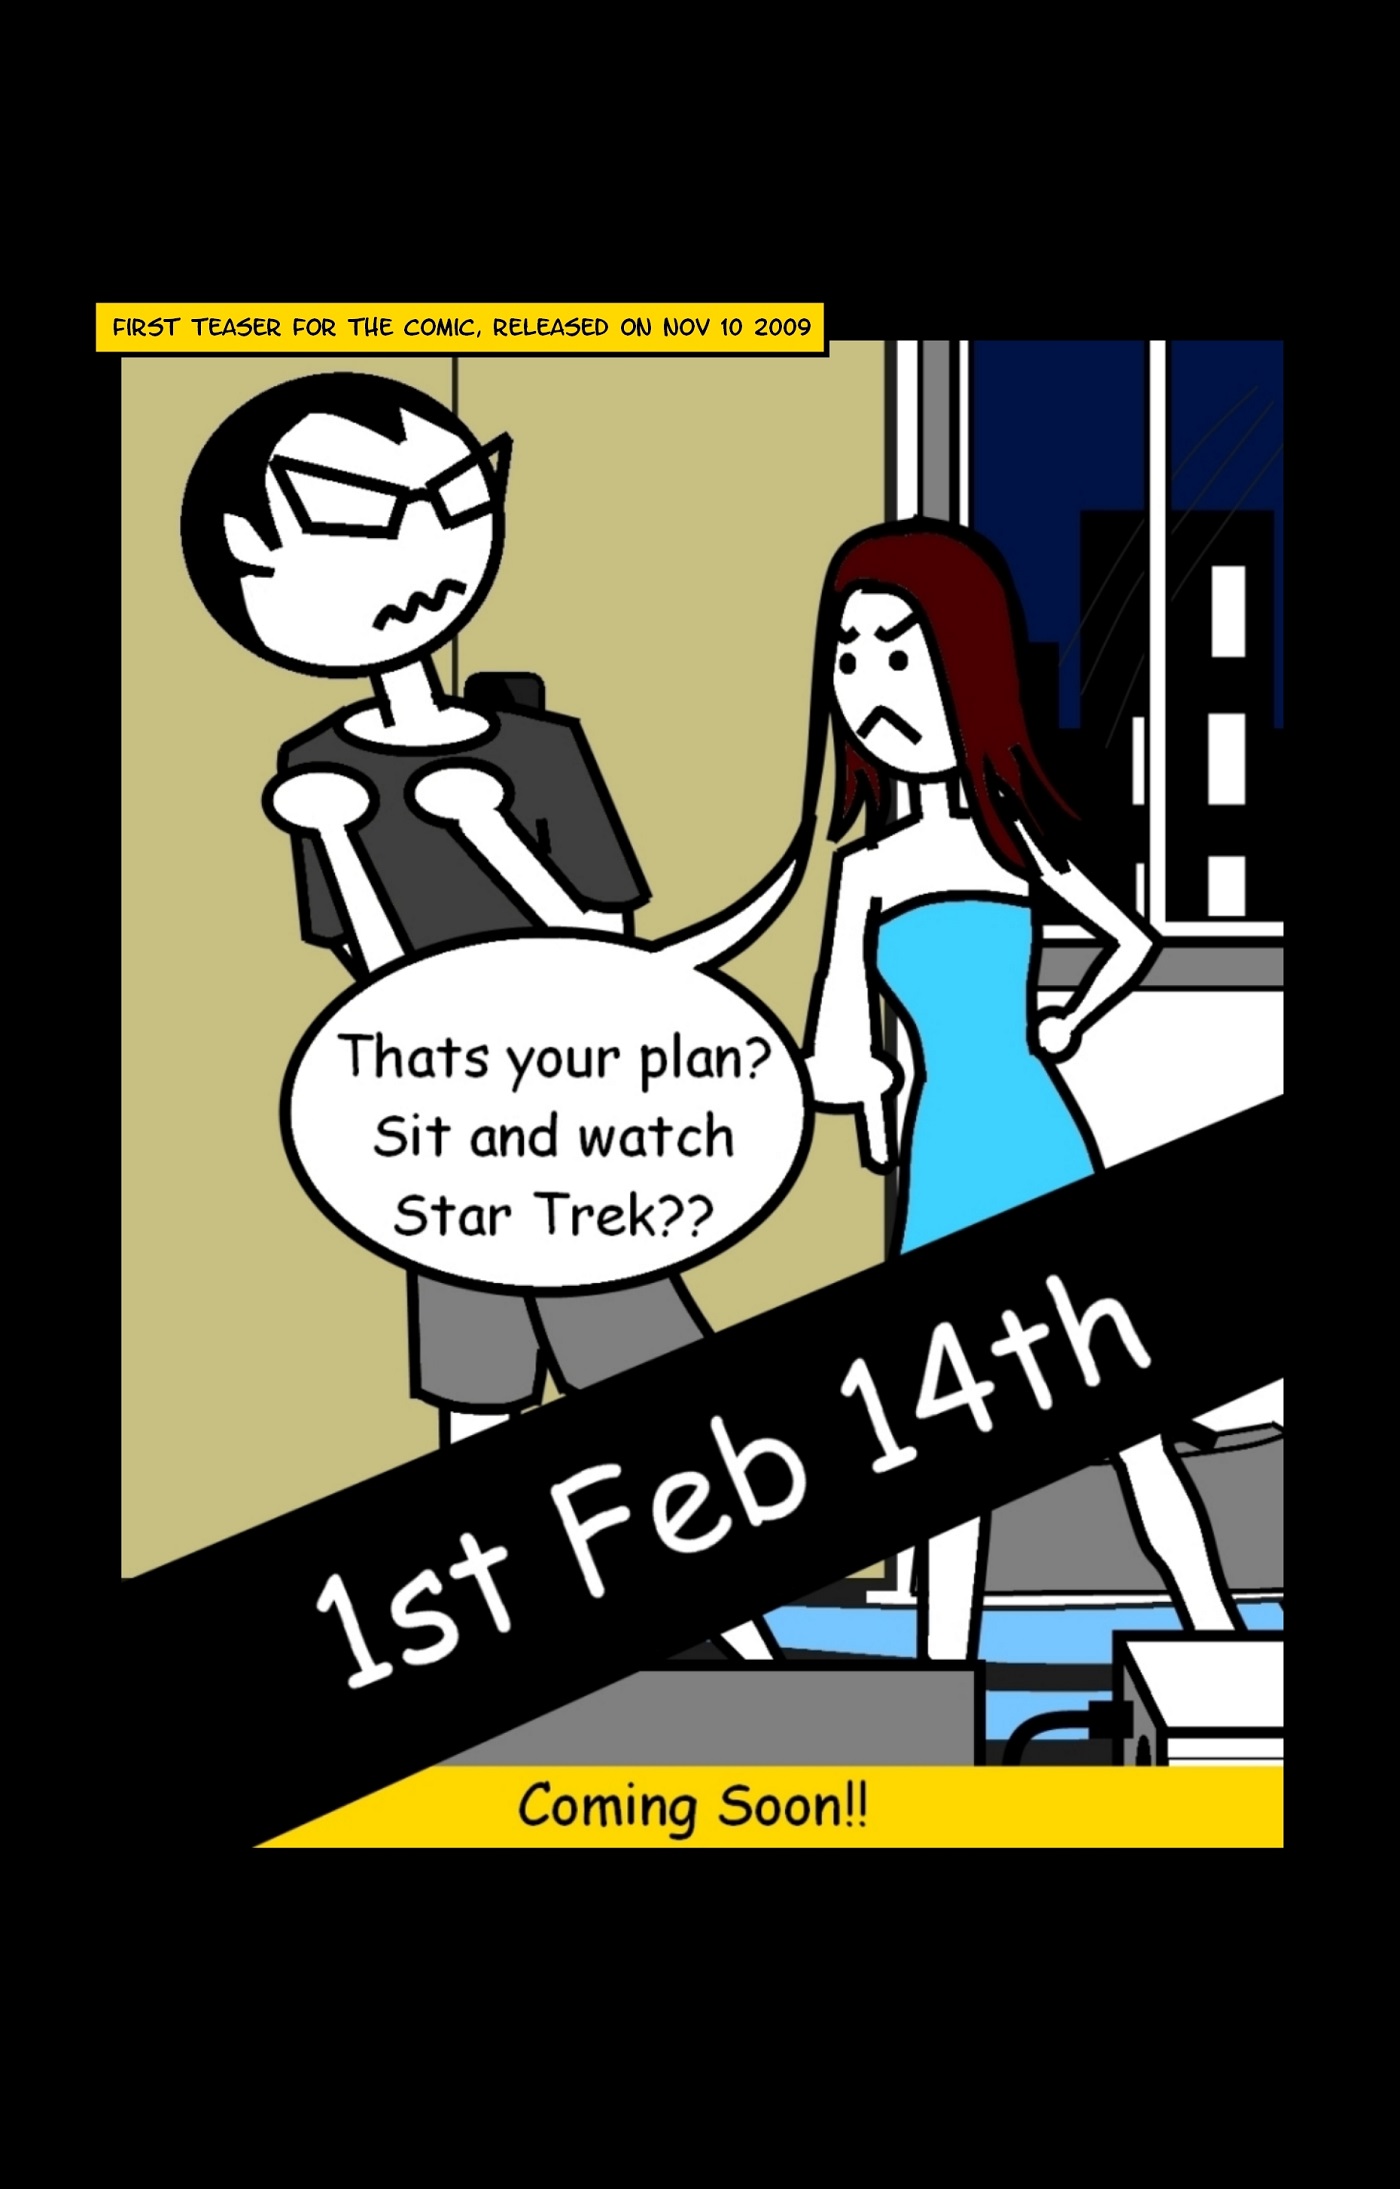 FIRST TEASER FOR THE COMIC, RELEASED ON NOV 10 2009
Thats your plan?
Sit and watch
Star Trek??
1st Feb 14th
Coming Soon!!